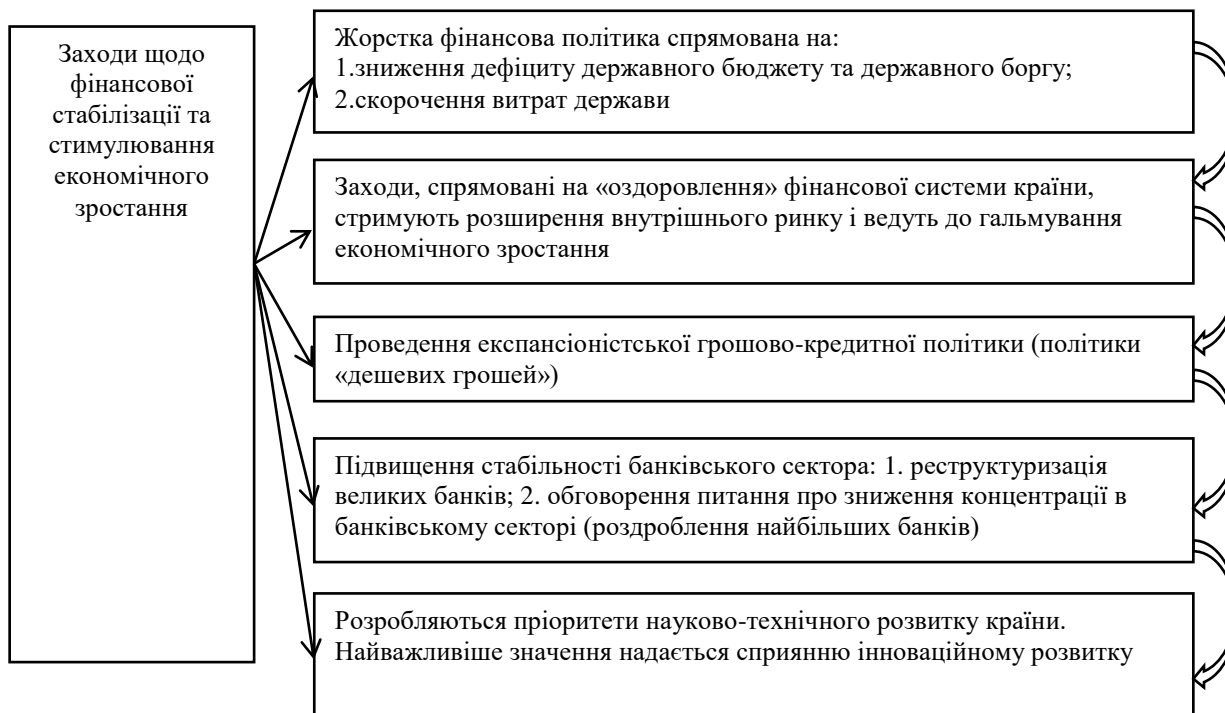 Заходи щодо
фінансової
стабілізації та
стимулювання
економічного
зростання
Жорстка фінансова політика спрямована на:
1.зниження дефіциту державного бюджету та державного боргу;
2.скорочення витрат держави
Заходи, спрямовані на «оздоровлення» фінансової системи країни,
стримують розширення внутрішнього ринку і ведуть до гальмування
економічного зростання
Проведення експансіоністської грошово-кредитної політики (політики
«дешевих грошей»)
Підвищення стабільності банківського сектора: 1. реструктуризація
великих банків; 2. обговорення питання про зниження концентрації в
банківському секторі (роздроблення найбільших банків)
Розробляються пріоритети науково-технічного розвитку країни.
Найважливіше значення надається сприянню інноваційному розвитку